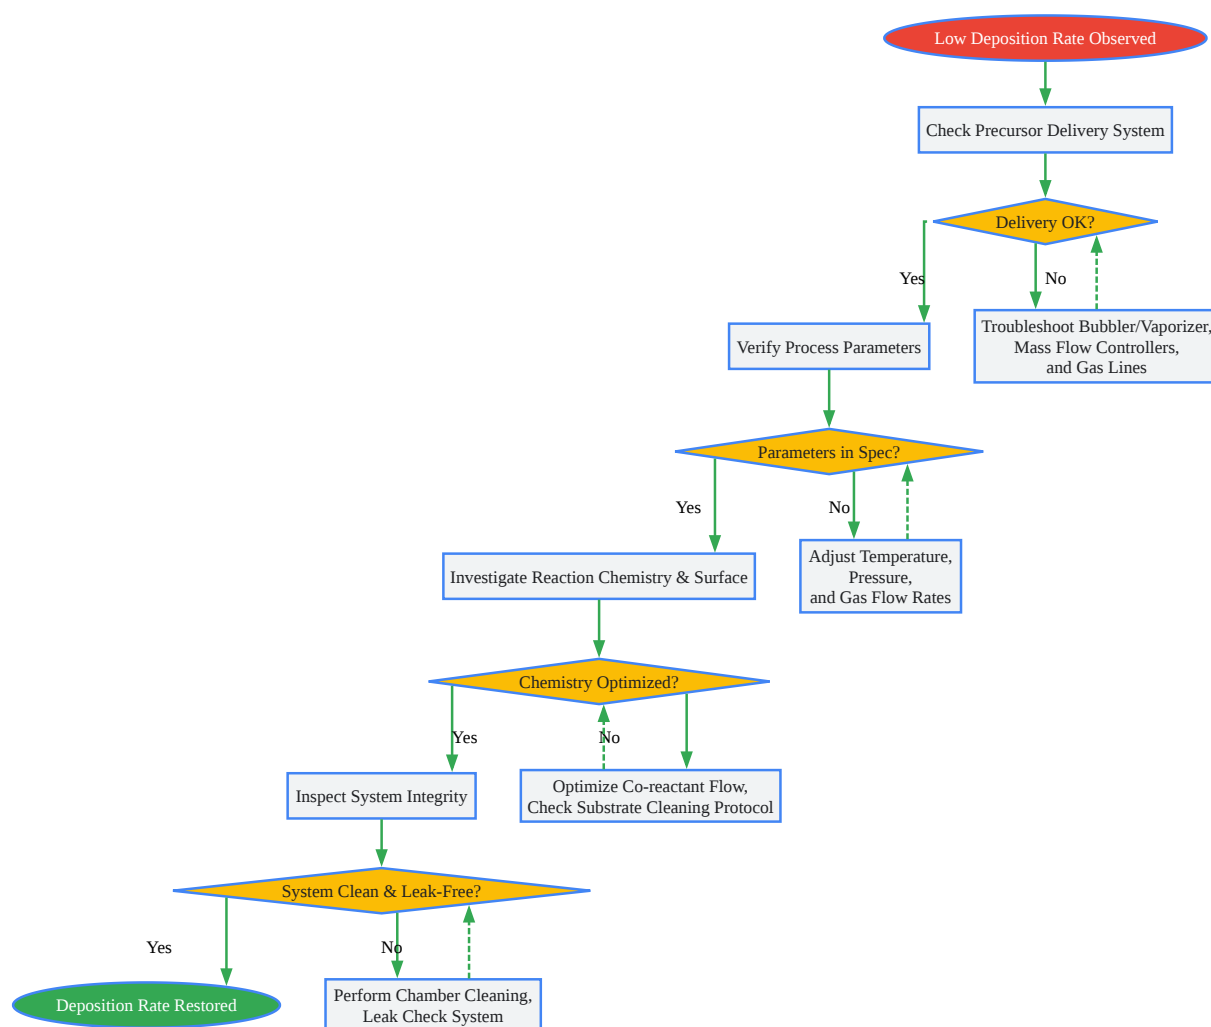 Low Deposition Rate Observed
Check Precursor Delivery System
Delivery OK?
Yes
No
Troubleshoot Bubbler/Vaporizer,
Mass Flow Controllers,
and Gas Lines
Verify Process Parameters
Parameters in Spec?
Yes
No
Adjust Temperature,
Pressure,
and Gas Flow Rates
Investigate Reaction Chemistry & Surface
Chemistry Optimized?
Yes
No
Optimize Co-reactant Flow,
Check Substrate Cleaning Protocol
Inspect System Integrity
System Clean & Leak-Free?
Yes
No
Perform Chamber Cleaning,
Leak Check System
Deposition Rate Restored